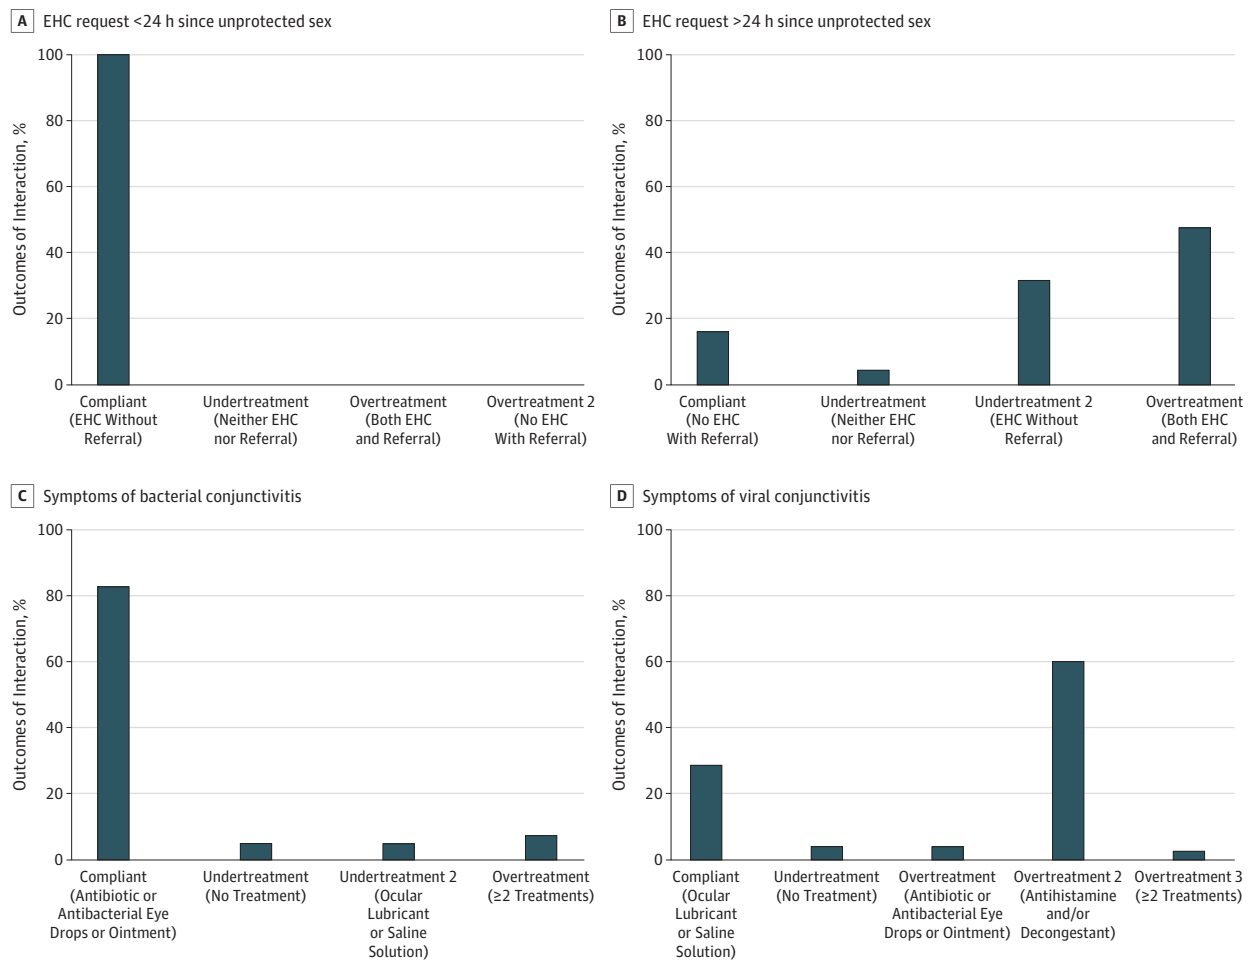 A EHC request <24 h since unprotected sex
Outcomes of Interaction, %
100
80
60
40
20
0
Compliant
(EHC Without
Referral)
Undertreatment
(Neither EHC
nor Referral)
Overtreatment
(Both EHC
and Referral)
Overtreatment 2
(No EHC
With Referral)
B EHC request >24 h since unprotected sex
Outcomes of Interaction, %
100
80
60
40
20
0
Compliant
(No EHC
With Referral)
Undertreatment
(Neither EHC
nor Referral)
Undertreatment 2
(EHC Without
Referral)
Overtreatment
(Both EHC
and Referral)
C Symptoms of bacterial conjunctivitis
Outcomes of Interaction, %
100
80
60
40
20
0
Compliant
(Antibiotic or
Antibacterial Eye
Drops or Ointment)
Undertreatment
(No Treatment)
Undertreatment 2
(Ocular
Lubricant
or Saline
Solution)
Overtreatment
(≥2 Treatments)
D Symptoms of viral conjunctivitis
Outcomes of Interaction, %
100
80
60
40
20
0
Compliant
(Ocular
Lubricant
or Saline
Solution)
Undertreatment
(No Treatment)
Overtreatment
(Antibiotic or
Antibacterial Eye
Drops or Ointment)
Overtreatment 2
(Antihistamine
and/or
Decongestant)
Overtreatment 3
(≥2 Treatments)